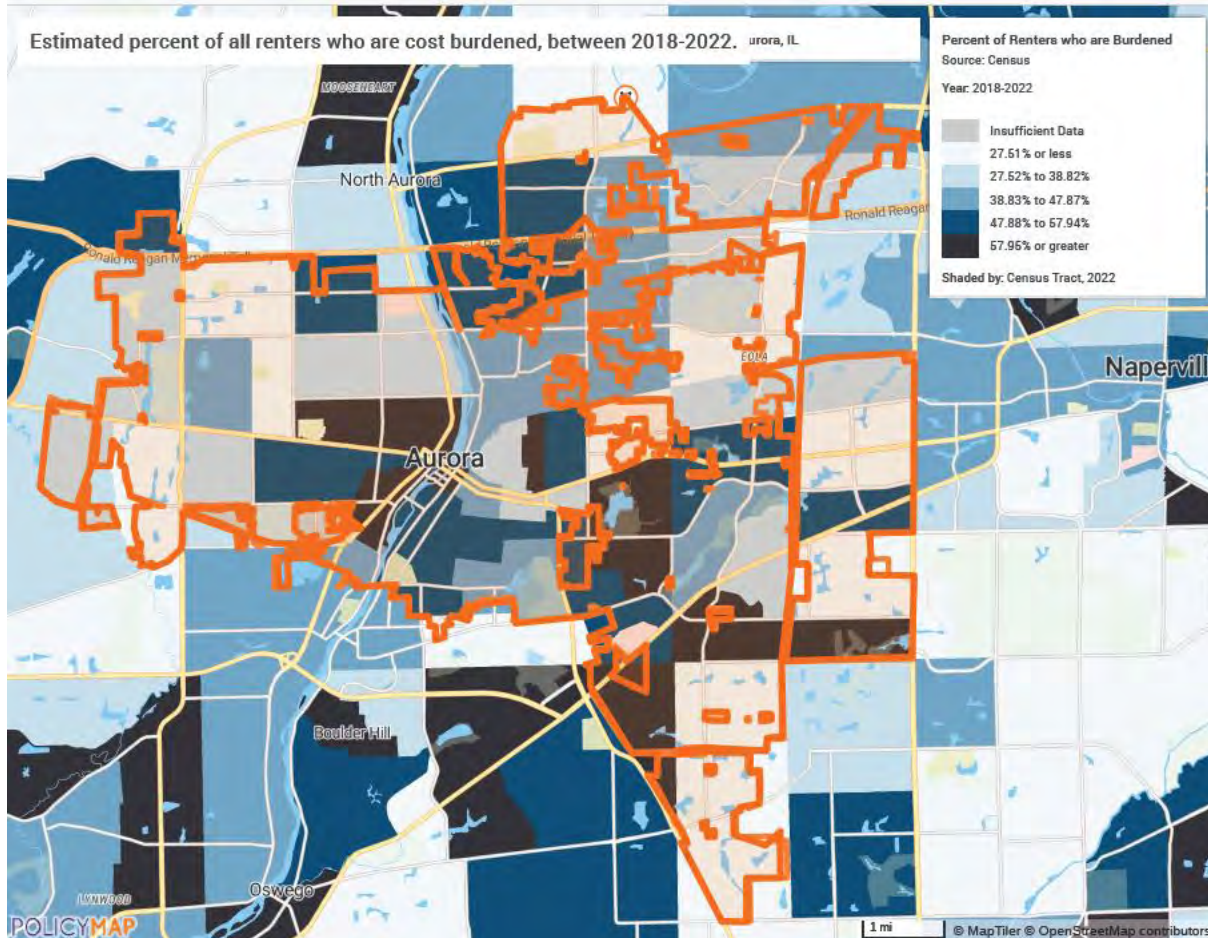 Estimated percent of all renters who are cost burdened, between 2018-2022.
urora, IL
Percent of Renters who are Burdened
Source: Census
Year: 2018-2022
Insufficient Data
27.51% or less
27.52% to 38.82%
38.83% to 47.87%
47.88% to 57.94%
57.95% or greater
Shaded by: Census Tract, 2022
MOOSEHEART
North Aurora
Ronald Reagan
Ronald Reagan Memorial
EOLA
Napervill
Aurora
Boulder Hill
LYNWOOD
Oswego
POLICYMAP
1 mi
© MapTiler © OpenStreetMap contributors